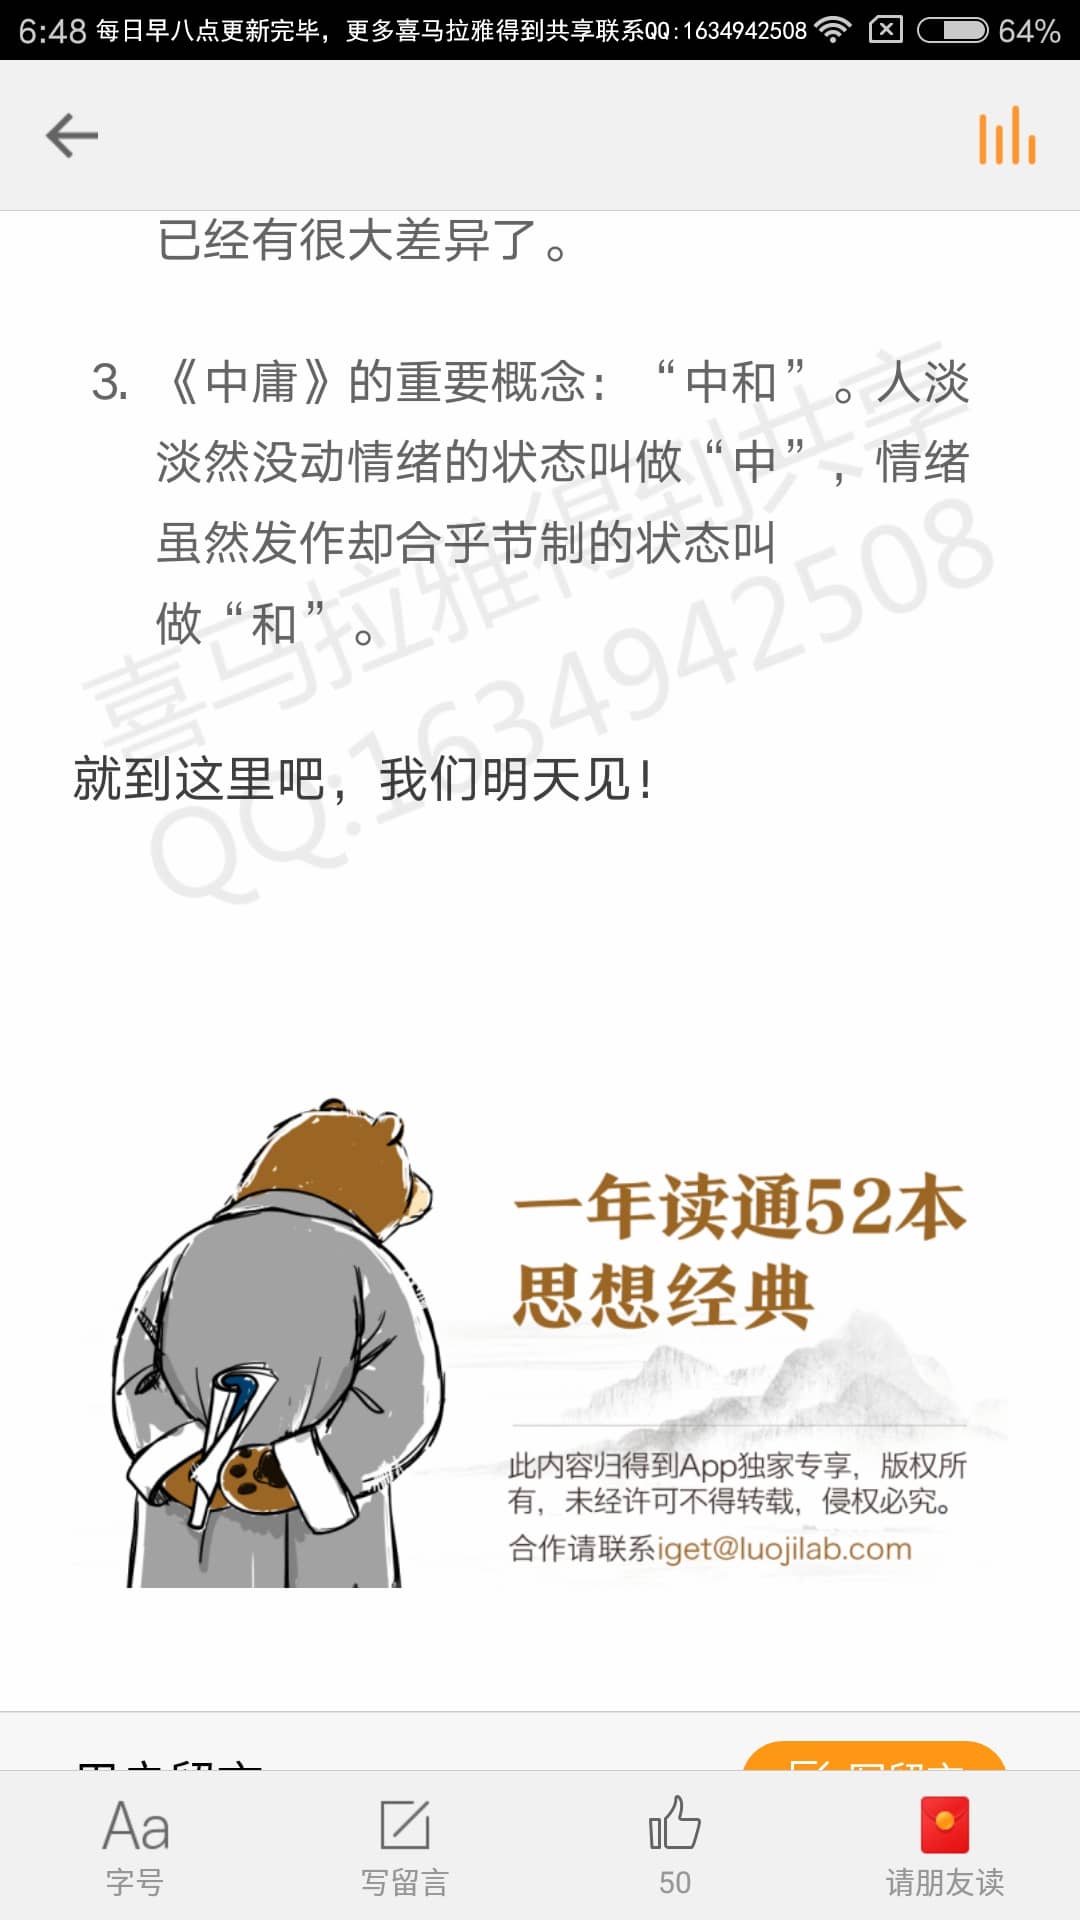 6:48 每日早八点更新完毕，更多喜马拉雅得到共享联系QQ:1634942508 64%
已经有很大差异了。
3. 《中庸》的重要概念：“中和”。人淡
淡然没动情绪的状态叫做“中”，情绪
虽然发作却合乎节制的状态叫
做“和”。
喜马拉雅得到共享
QQ:1634942508
就到这里吧，我们明天见！
一年读通52本
思想经典
此内容归得到App独家专享，版权所
有，未经许可不得转载，侵权必究。
合作请联系iget@luojilab.com
用户留言 写留言
Aa
字号 写留言 50 请朋友读